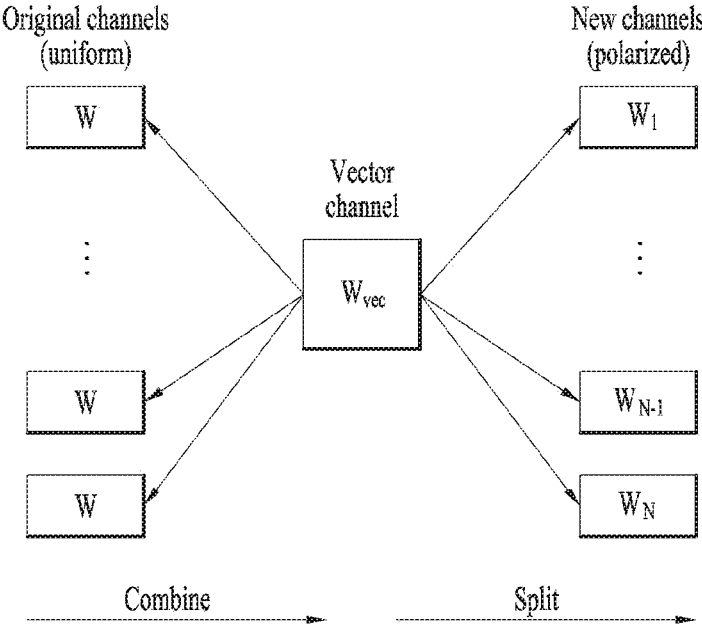 Original channels
(uniform)
New channels
(polarized)
W
W1
Vector
channel
⋮
⋮
Wvec
W
WN-1
W
WN
Combine
Split